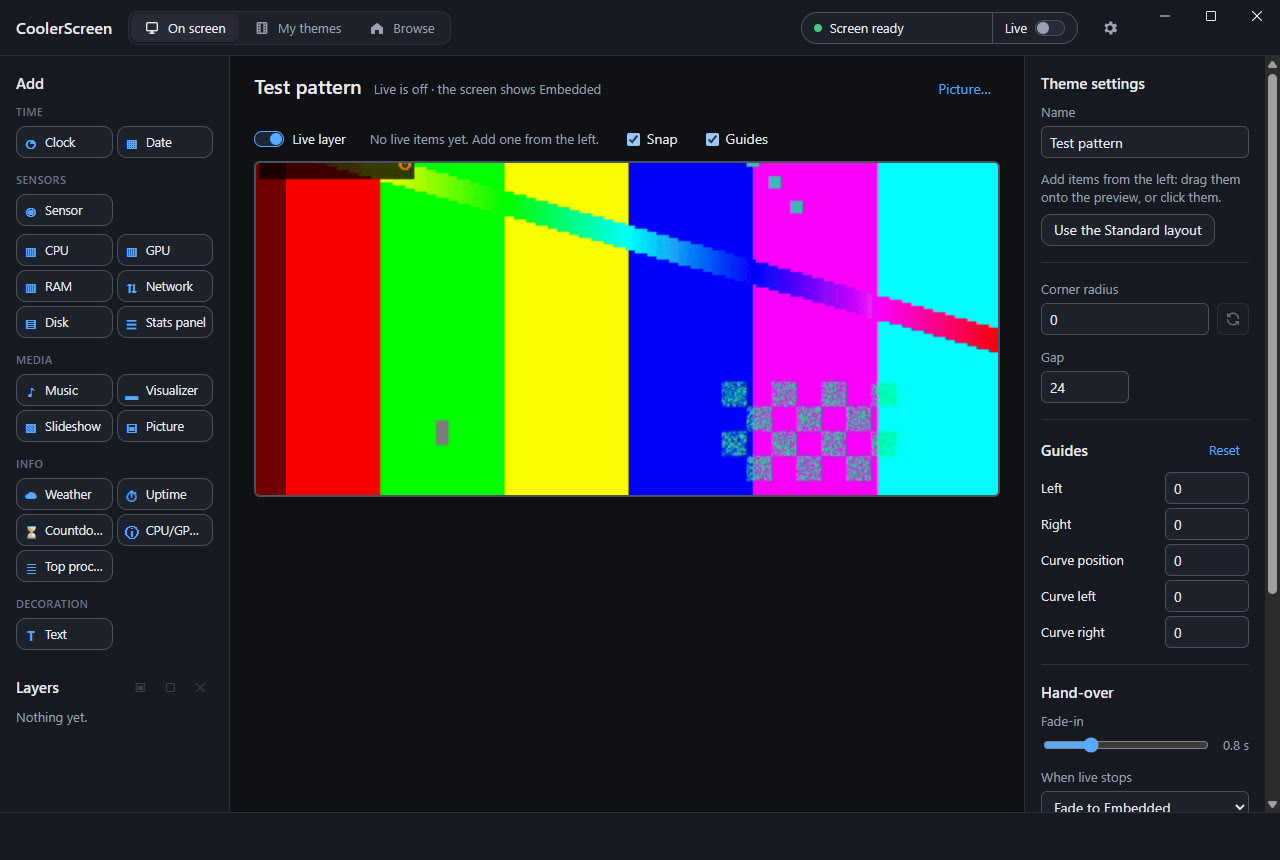 CoolerScreen
On screen
My themes
Browse
Screen ready
Live
Add
TIME
Clock
Date
SENSORS
Sensor
CPU
GPU
RAM
Network
Disk
Stats panel
MEDIA
Music
Visualizer
Slideshow
Picture
INFO
Weather
Uptime
Countdo...
CPU/GP...
Top proc...
DECORATION
T Text
Layers
Nothing yet.
Test pattern
Live is off · the screen shows Embedded
Picture...
Live layer
No live items yet. Add one from the left.
Snap
Guides
Theme settings
Name
Test pattern
Add items from the left: drag them
onto the preview, or click them.
Use the Standard layout
Corner radius
0
Gap
24
Guides
Reset
Left
0
Right
0
Curve position
0
Curve left
0
Curve right
0
Hand-over
Fade-in
0.8 s
When live stops
Fade to Embedded